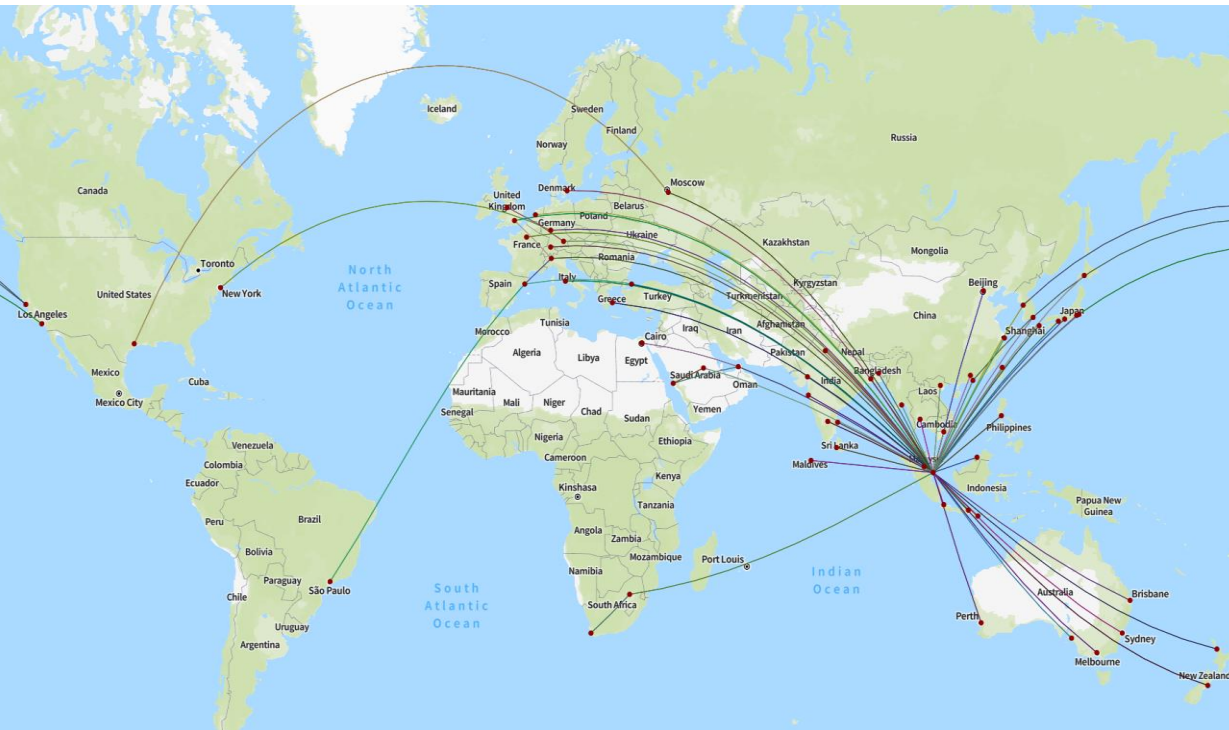 Iceland
Sweden
Finland
Norway
Russia
Canada
Denmark
Moscow
United
Kingdom
Belarus
Poland
Germany
Ukraine
France
Kazakhstan
Mongolia
Romania
Toronto
North
Atlantic
Ocean
United States
New York
Spain
Italy
Greece
Turkey
Turkmenistan
Kyrgyzstan
Beijing
China
Los Angeles
Japan
Shanghai
Morocco
Tunisia
Iraq
Iran
Afghanistan
Cairo
Algeria
Libya
Egypt
Pakistan
Nepal
Mexico
Cuba
Mexico City
Saudi Arabia
Oman
India
Bangladesh
Laos
Mauritania
Mali
Niger
Chad
Sudan
Yemen
Senegal
Cambodia
Philippines
Nigeria
Ethiopia
Venezuela
Cameroon
Sri Lanka
Maldives
Colombia
Ecuador
Kenya
Kinshasa
Indonesia
Tanzania
Papua New
Guinea
Peru
Brazil
Angola
Zambia
Bolivia
Mozambique
Port Louis
Namibia
Indian
Ocean
Paraguay
São Paulo
Chile
South
Atlantic
Ocean
South Africa
Australia
Brisbane
Perth
Uruguay
Argentina
Sydney
Melbourne
New Zealand